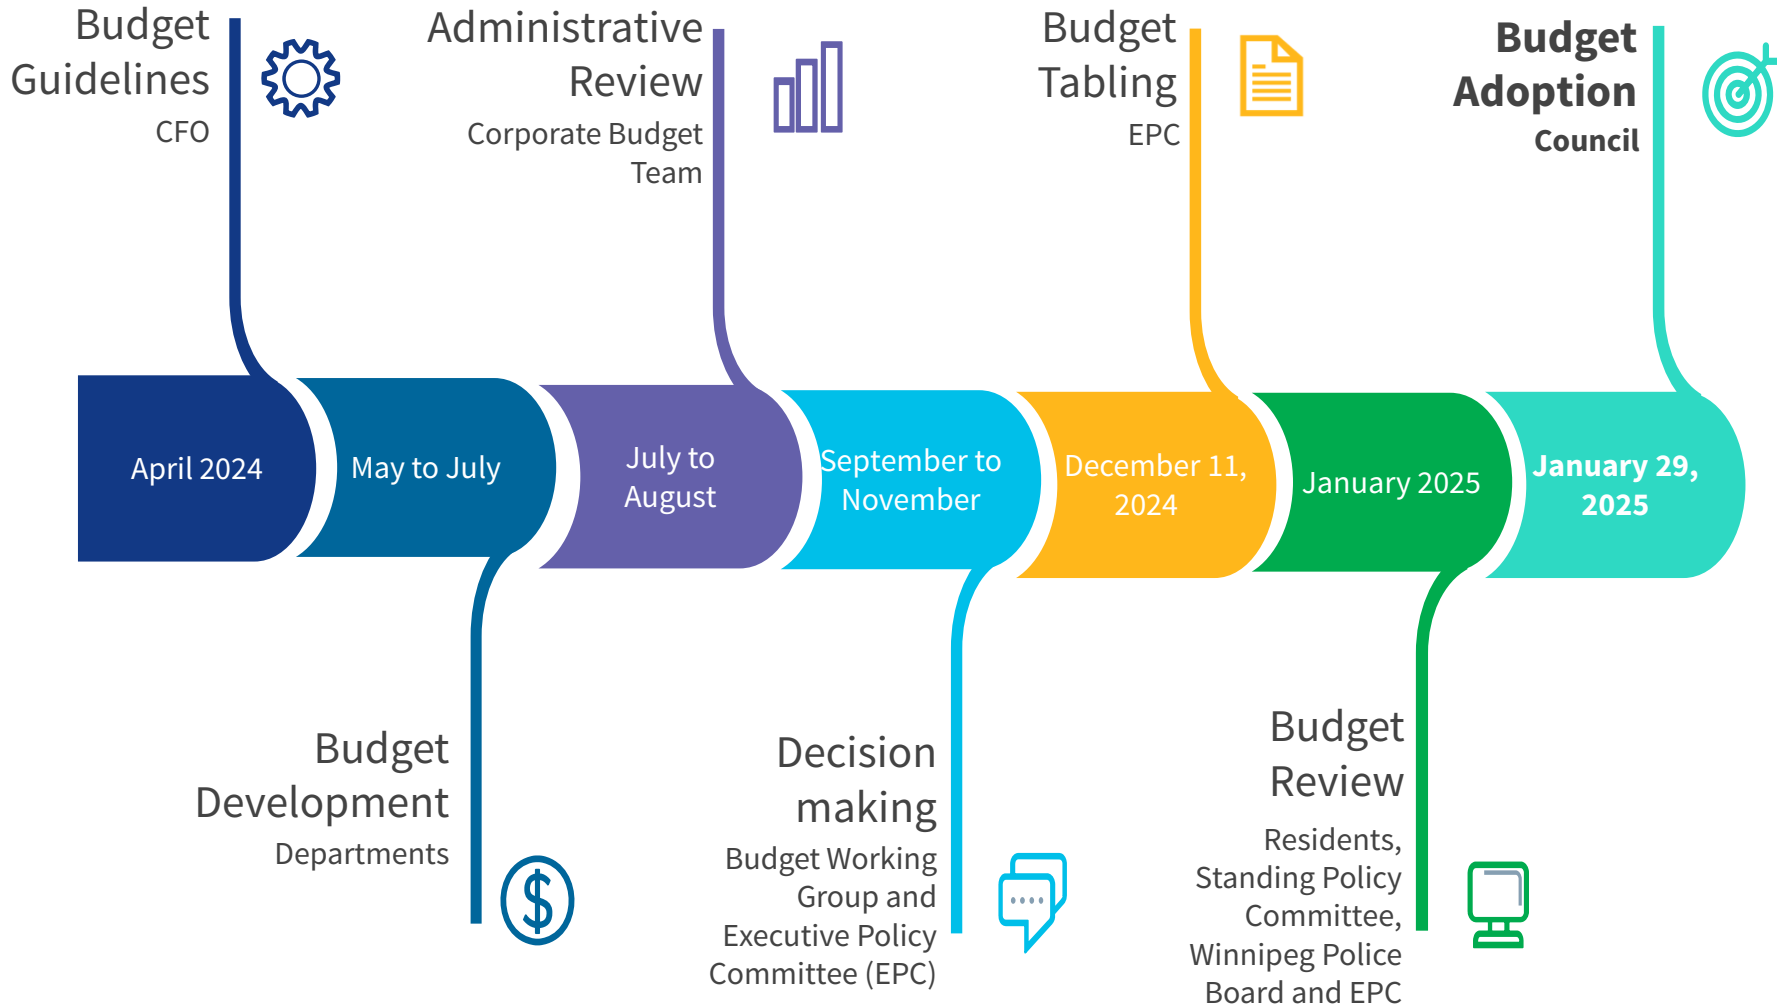 Budget
Guidelines
CFO
Administrative
Review
Corporate Budget
Team
Budget
Tabling
EPC
Budget
Adoption
Council
April 2024
May to July
July to
August
September to
November
December 11,
2024
January 2025
January 29,
2025
Budget
Development
Departments
$
Decision
making
Budget Working
Group and
Executive Policy
Committee (EPC)
Budget
Review
Residents,
Standing Policy
Committee,
Winnipeg Police
Board and EPC